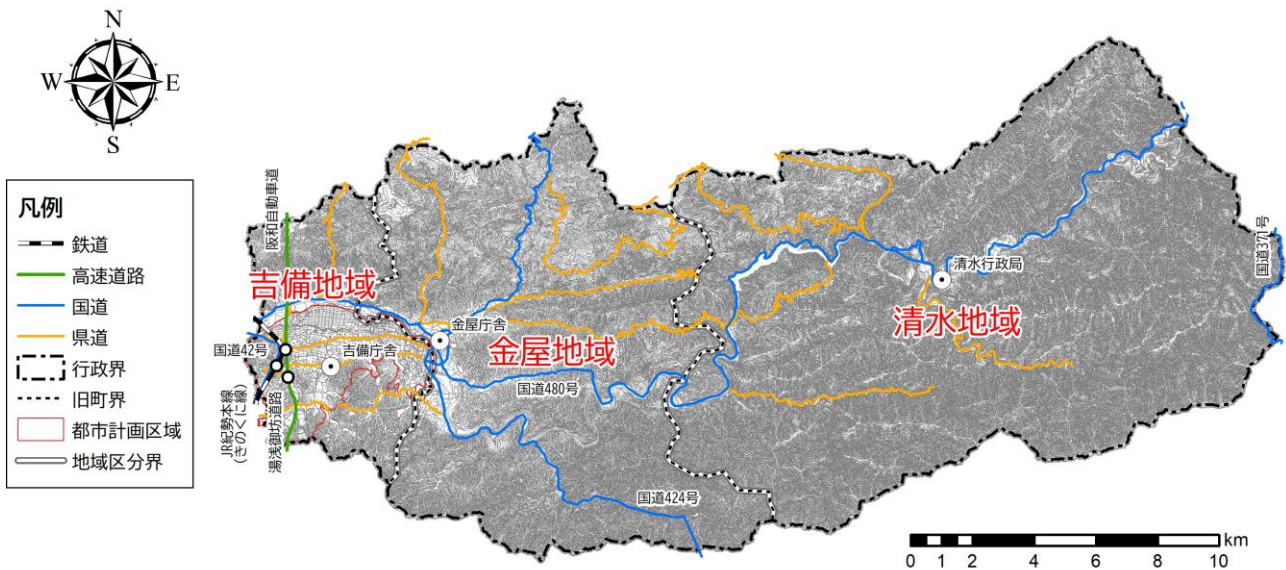 N
W
E
S
凡例
鉄道
高速道路
国道
県道
行政界
旧町界
都市計画区域
地域区分界
阪和自動車道
吉備地域
国道42号
吉備庁舎
金屋庁舎
金屋地域
国道480号
清水行政局
清水地域
国道371号
JR紀勢本線
(きのくに線)
湯浅御坊道路
国道424号
km
0 1 2 4 6 8 10